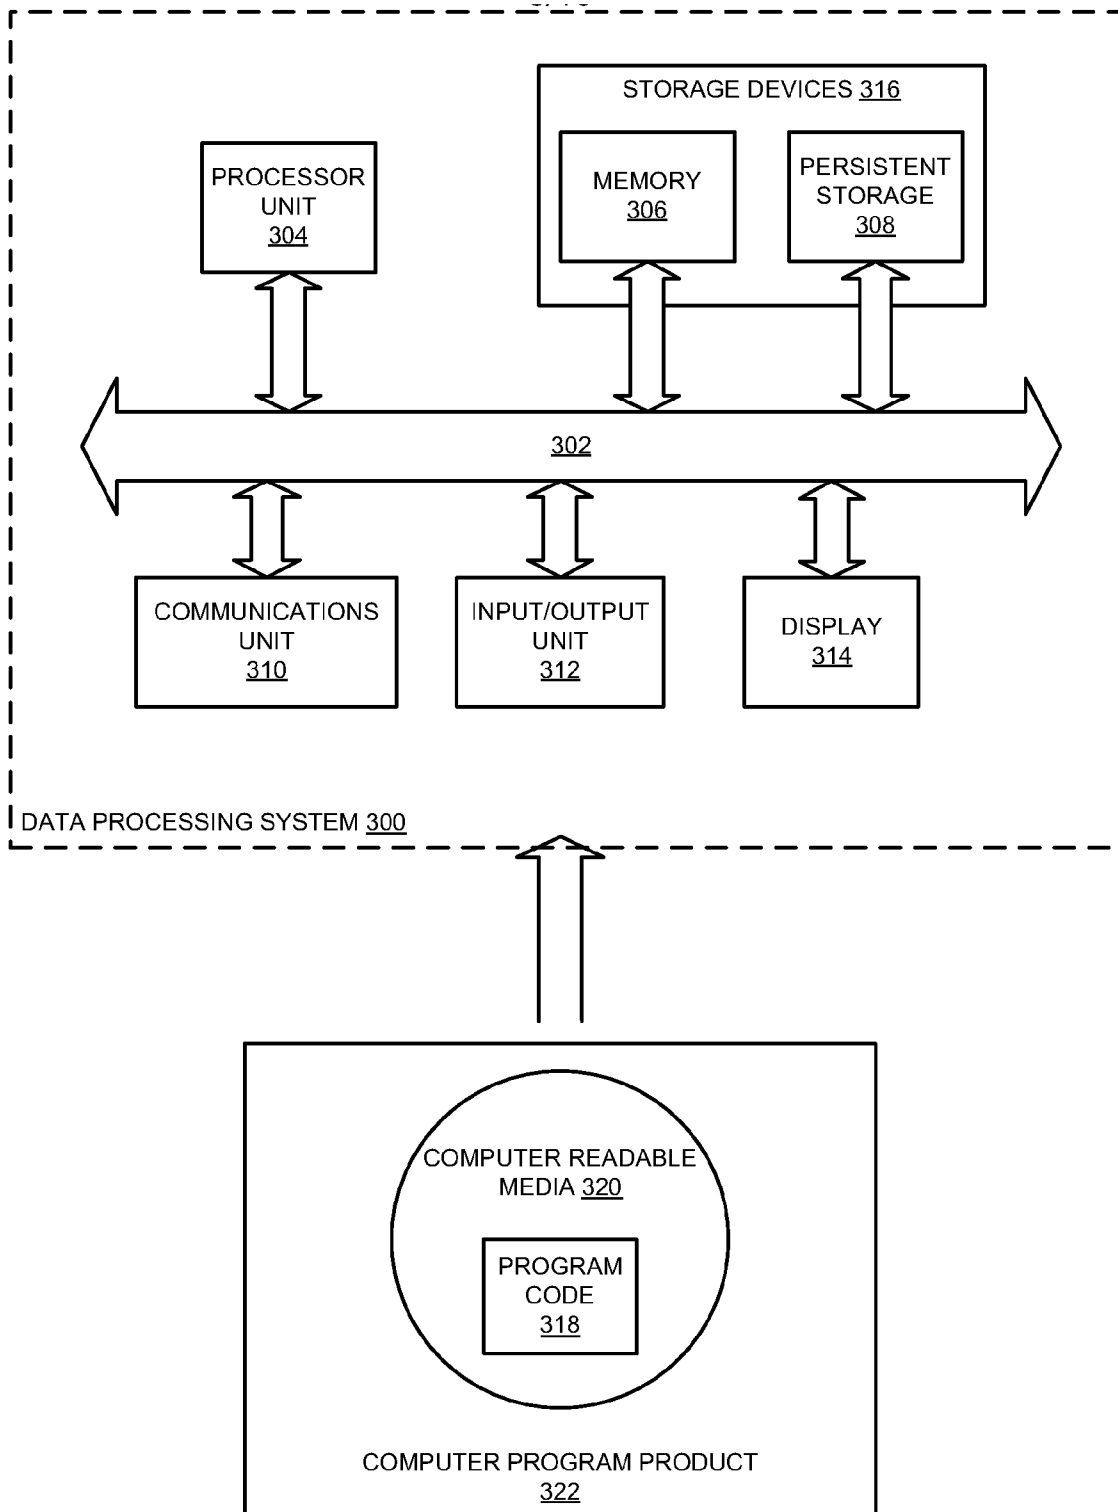 STORAGE DEVICES 316
PROCESSOR
UNIT
304
MEMORY
306
PERSISTENT
STORAGE
308
302
COMMUNICATIONS
UNIT
310
INPUT/OUTPUT
UNIT
312
DISPLAY
314
DATA PROCESSING SYSTEM 300
COMPUTER READABLE
MEDIA 320
PROGRAM
CODE
318
COMPUTER PROGRAM PRODUCT
322